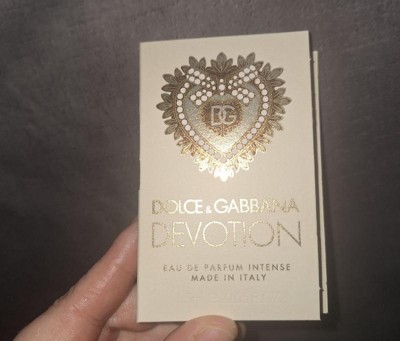 DG
DOLCE & GABBANA
DEVOTION
EAU DE PARFUM INTENSE
MADE IN ITALY